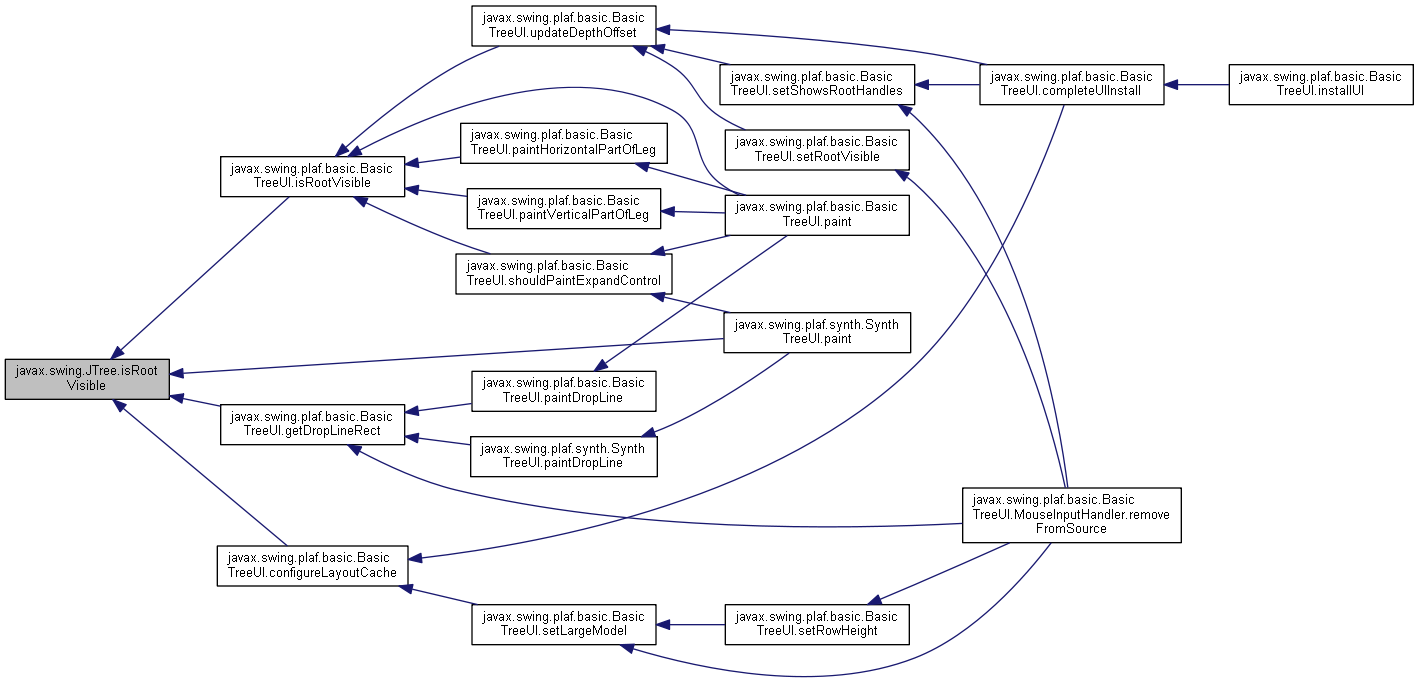 javax.swing.plaf.basic.Basic
TreeUI.updateDepthOffset
javax.swing.plaf.basic.Basic
TreeUI.setShowsRootHandles
javax.swing.plaf.basic.Basic
TreeUI.completeUIInstall
javax.swing.plaf.basic.Basic
TreeUI.installUI
javax.swing.plaf.basic.Basic
TreeUI.paintHorizontalPartOfLeg
javax.swing.plaf.basic.Basic
TreeUI.setRootVisible
javax.swing.plaf.basic.Basic
TreeUI.isRootVisible
javax.swing.plaf.basic.Basic
TreeUI.paintVerticalPartOfLeg
javax.swing.plaf.basic.Basic
TreeUI.paint
javax.swing.plaf.basic.Basic
TreeUI.shouldPaintExpandControl
javax.swing.plaf.synth.Synth
TreeUI.paint
javax.swing.JTree.isRoot
Visible
javax.swing.plaf.basic.Basic
TreeUI.paintDropLine
javax.swing.plaf.basic.Basic
TreeUI.getDropLineRect
javax.swing.plaf.synth.Synth
TreeUI.paintDropLine
javax.swing.plaf.basic.Basic
TreeUI.MouseInputHandler.remove
FromSource
javax.swing.plaf.basic.Basic
TreeUI.configureLayoutCache
javax.swing.plaf.basic.Basic
TreeUI.setLargeModel
javax.swing.plaf.basic.Basic
TreeUI.setRowHeight